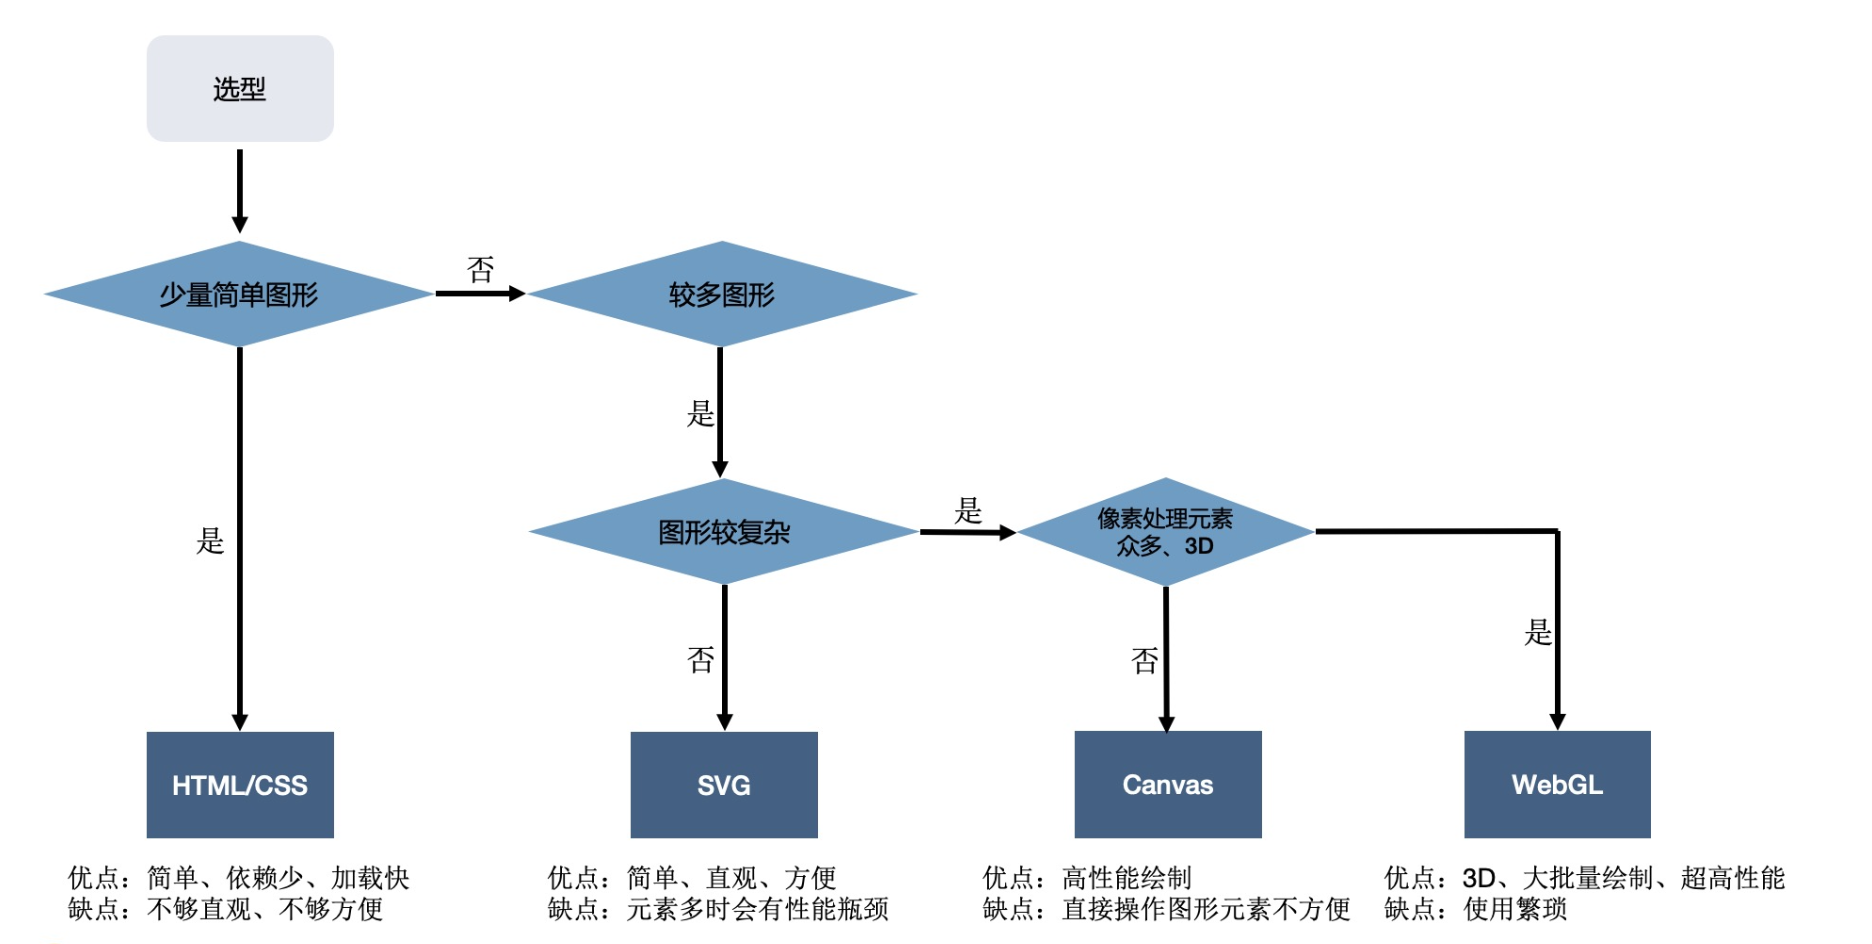 选型
少量简单图形
否
较多图形
是
是
图形较复杂
是
像素处理元素
众多、3D
否
否
是
HTML/CSS
SVG
Canvas
WebGL
优点：简单、依赖少、加载快
缺点：不够直观、不够方便
优点：简单、直观、方便
缺点：元素多时会有性能瓶颈
优点：高性能绘制
缺点：直接操作图形元素不方便
优点：3D、大批量绘制、超高性能
缺点：使用繁琐